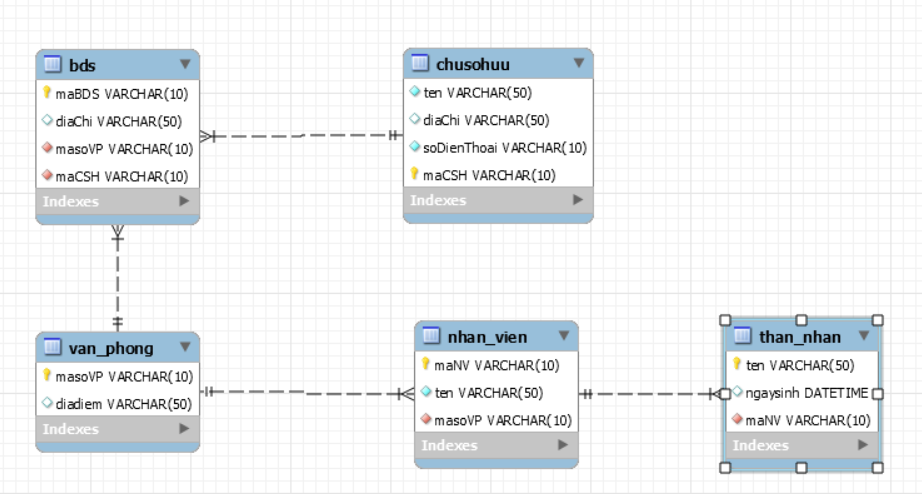 bds
maBDS VARCHAR(10)
diaChi VARCHAR(50)
masoVP VARCHAR(10)
maCSH VARCHAR(10)
Indexes
chusohuu
ten VARCHAR(50)
diaChi VARCHAR(50)
soDienThoai VARCHAR(10)
maCSH VARCHAR(10)
Indexes
van_phong
masoVP VARCHAR(10)
diadiem VARCHAR(50)
Indexes
nhan_vien
maNV VARCHAR(10)
ten VARCHAR(50)
masoVP VARCHAR(10)
Indexes
than_nhan
ten VARCHAR(50)
ngaysinh DATETIME
maNV VARCHAR(10)
Indexes